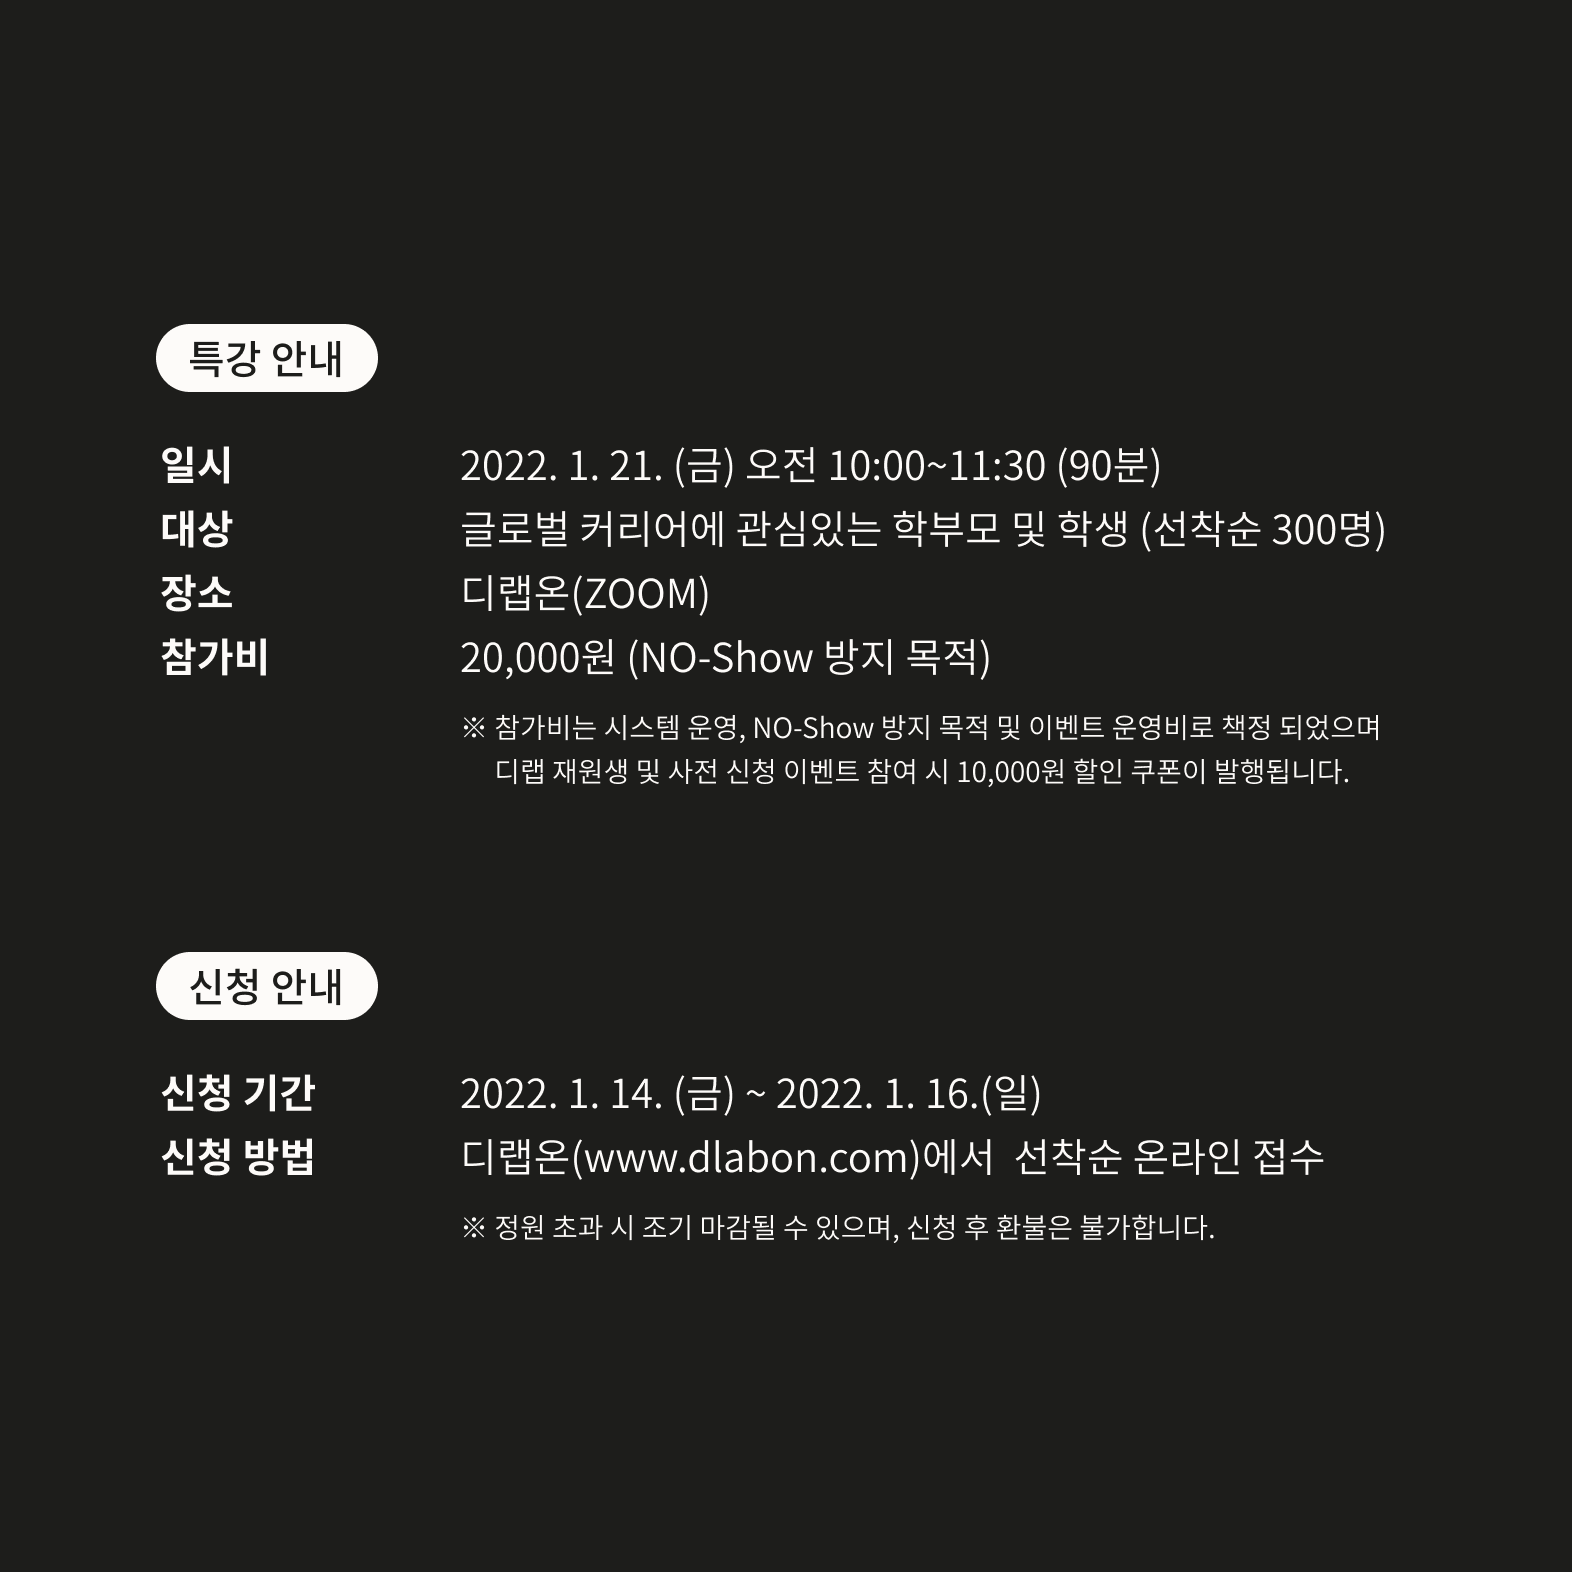 특강 안내
일시 2022. 1. 21. (금) 오전 10:00~11:30 (90분)
대상 글로벌 커리어에 관심있는 학부모 및 학생 (선착순 300명)
장소 디랩온(ZOOM)
참가비 20,000원 (NO-Show 방지 목적)
※ 참가비는 시스템 운영, NO-Show 방지 목적 및 이벤트 운영비로 책정 되었으며
디랩 재원생 및 사전 신청 이벤트 참여 시 10,000원 할인 쿠폰이 발행됩니다.
신청 안내
신청 기간 2022. 1. 14. (금) ~ 2022. 1. 16.(일)
신청 방법 디랩온(www.dlabon.com)에서 선착순 온라인 접수
※ 정원 초과 시 조기 마감될 수 있으며, 신청 후 환불은 불가합니다.